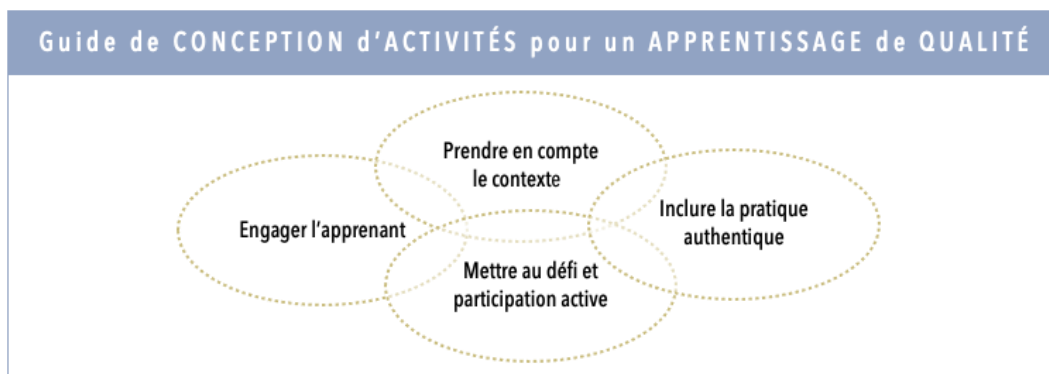 Guide de CONCEPTION d'ACTIVITÉS pour un APPRENTISSAGE de QUALITÉ
Prendre en compte
le contexte
Engager l'apprenant
Inclure la pratique
authentique
Mettre au défi et
participation active